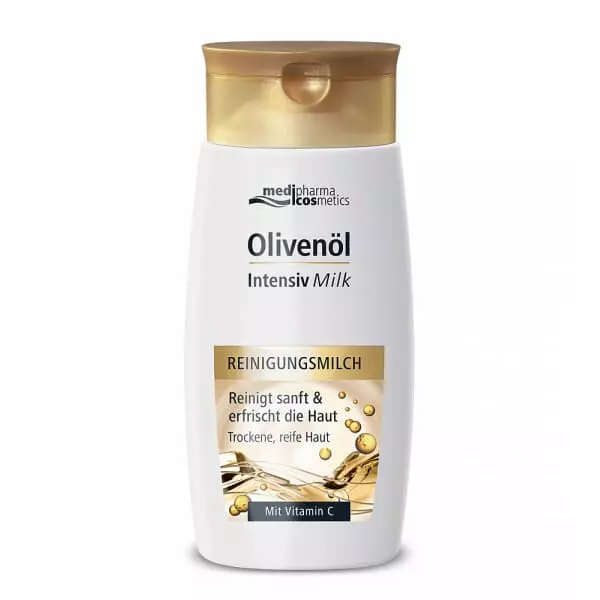 medipharma
cosmetics
Olivenöl
Intensiv Milk
REINIGUNGSMILCH
Reinigt sanft &
erfrischt die Haut
Trockene, reife Haut
Mit Vitamin C